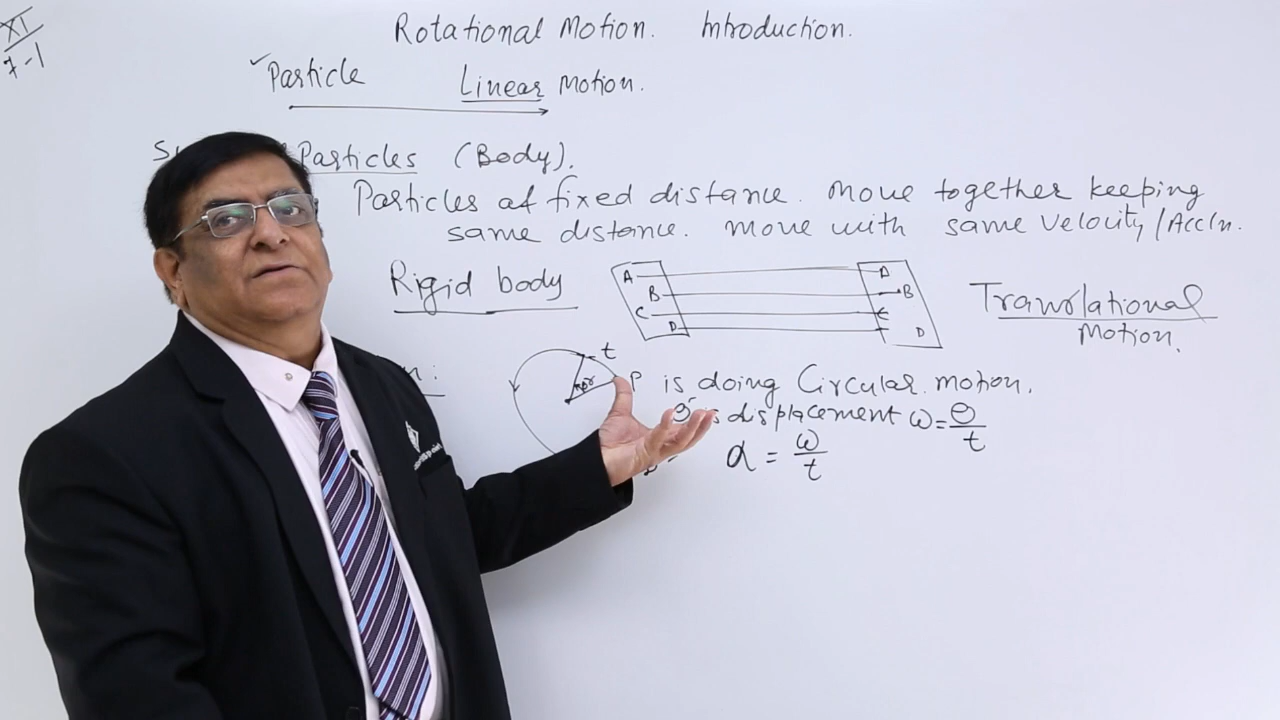 XI
7-1
Rotational Motion. Introduction.
Particle Linear Motion.
Particles (Body).
Particles at fixed distance. Move together keeping
same distance. Move with same velocity/Accln.
Rigid body
A B C D
A B C D
Translational
Motion.
n:
t
P is doing Circular motion.
displacement ω = θ/t
α = ω/t